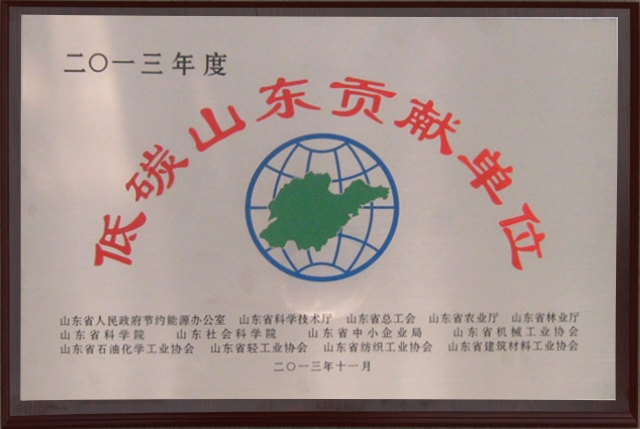 二〇一三年度
低碳山东贡献单位
山东省人民政府节约能源办公室 山东省科学技术厅 山东省总工会 山东省农业厅 山东省林业厅
山东省科学院 山东社会科学院 山东省中小企业局 山东省机械工业协会
山东省石油化学工业协会 山东省轻工业协会 山东省纺织工业协会 山东省建筑材料工业协会
二〇一三年十一月